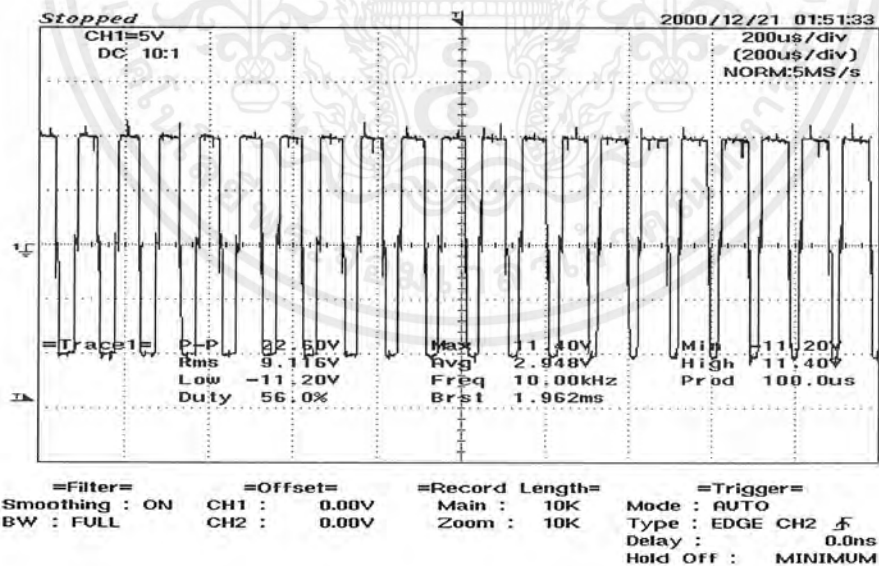 Stopped 2000/12/21 01:51:33
CH1=5V 200us/div
DC 10:1 (200us/div)
NORM:5MS/s
=Trace1= P-P 22.60V Max 11.40V Min -11.20V
Rms 9.116V Avg 2.948V High 11.40V
Low -11.20V Freq 10.00kHz Prod 100.0us
Duty 56.0% Brst 1.962ms
=Filter= =Offset= =Record Length= =Trigger=
Smoothing : ON CH1 : 0.00V Main : 10K Mode : AUTO
BW : FULL CH2 : 0.00V Zoom : 10K Type : EDGE CH2
Delay : 0.0ns
Hold Off : MINIMUM